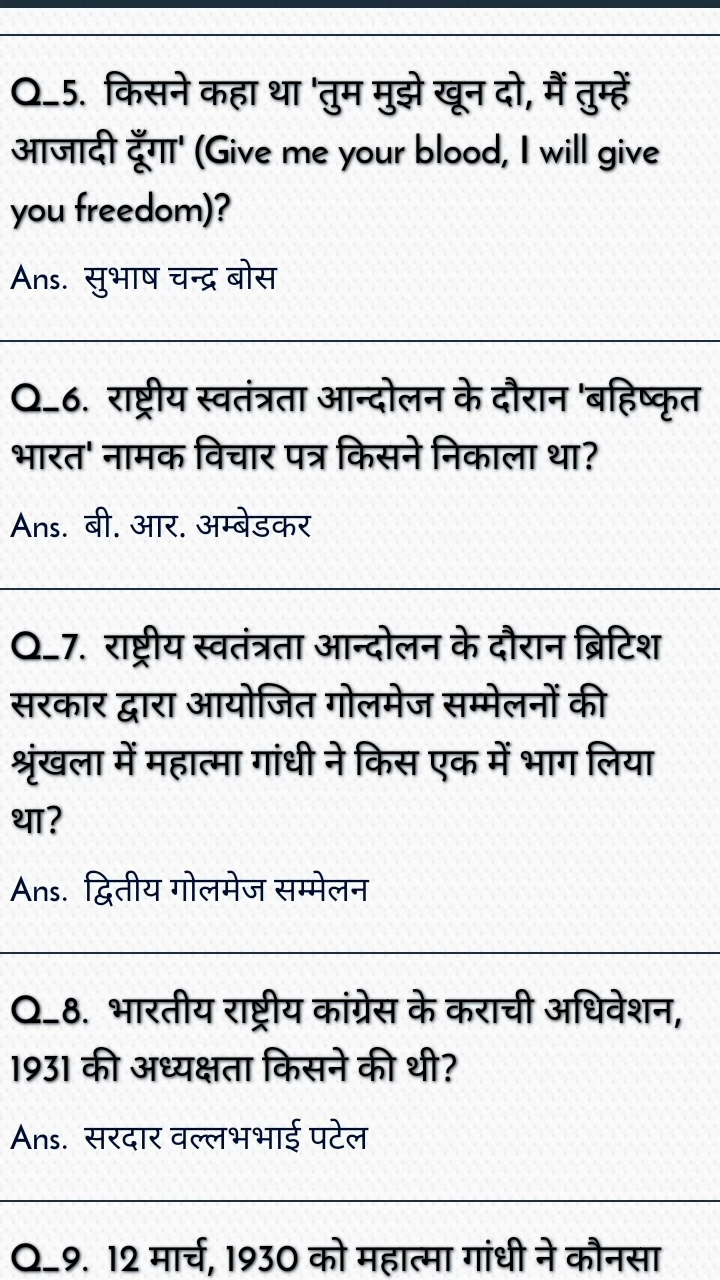 Q_5. किसने कहा था 'तुम मुझे खून दो, मैं तुम्हें
आजादी दूँगा' (Give me your blood, I will give
you freedom)?
Ans. सुभाष चन्द्र बोस
Q_6. राष्ट्रीय स्वतंत्रता आन्दोलन के दौरान 'बहिष्कृत
भारत' नामक विचार पत्र किसने निकाला था?
Ans. बी. आर. अम्बेडकर
Q_7. राष्ट्रीय स्वतंत्रता आन्दोलन के दौरान ब्रिटिश
सरकार द्वारा आयोजित गोलमेज सम्मेलनों की
श्रृंखला में महात्मा गांधी ने किस एक में भाग लिया
था?
Ans. द्वितीय गोलमेज सम्मेलन
Q_8. भारतीय राष्ट्रीय कांग्रेस के कराची अधिवेशन,
1931 की अध्यक्षता किसने की थी?
Ans. सरदार वल्लभभाई पटेल
Q_9. 12 मार्च, 1930 को महात्मा गांधी ने कौनसा